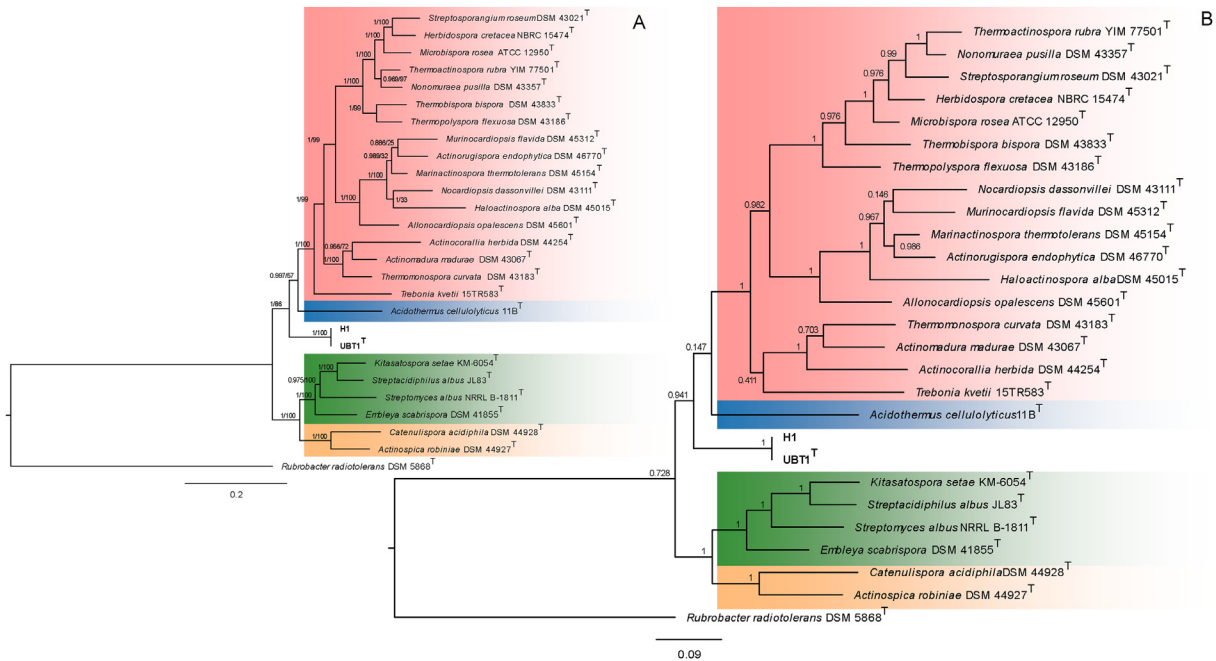 A
1/100
Streptosporangium roseumDSM 43021T
1/100
Herbidospora cretacea NBRC 15474T
1/100
Microbispora rosea ATCC 12950T
1/100
Thermoactinospora rubra YIM 77501T
0.969/97
Nonomuraea pusilla DSM 43357T
Thermobispora bispora DSM 43833T
1/99
Thermopolyspora flexuosa DSM 43186T
1/99
0.886/25
Murinocardiopsis flavida DSM 45312T
0.989/32
Actinorugispora endophytica DSM 46770T
Marinactinospora thermotolerans DSM 45154T
1/100
Nocardiopsis dassonvillei DSM 43111T
1/33
1/100
Haloactinospora alba DSM 45015T
1/99
Allonocardiopsis opalescens DSM 45601T
0.966/72
Actinocorallia herbida DSM 44254T
1/100
1/100
Actinomadura madurae DSM 43067T
Thermomonospora curvata DSM 43183T
0.997/57
Trebonia kvetii 15TR583T
1/86
Acidothermus cellulolyticus 11BT
H1
1/100
UBT1T
1/100
Kitasatospora setae KM-6054T
0.975/100
Streptacidiphilus albus JL83T
Streptomyces albus NRRL B-1811T
1/100
Embleya scabrispora DSM 41855T
1/100
Catenulispora acidiphila DSM 44928T
Actinospica robiniae DSM 44927T
Rubrobacter radiotolerans DSM 5868T
0.2
B
1
Thermoactinospora rubra YIM 77501T
0.99
Nonomuraea pusilla DSM 43357T
0.976
Streptosporangium roseum DSM 43021T
1
Herbidospora cretacea NBRC 15474T
0.976
Microbispora rosea ATCC 12950T
1
Thermobispora bispora DSM 43833T
Thermopolyspora flexuosa DSM 43186T
0.146
Nocardiopsis dassonvillei DSM 43111T
0.982
0.967
Murinocardiopsis flavida DSM 45312T
Marinactinospora thermotolerans DSM 45154T
1
0.986
Actinorugispora endophytica DSM 46770T
1
Haloactinospora albaDSM 45015T
1
Allonocardiopsis opalescens DSM 45601T
0.703
Thermomonospora curvata DSM 43183T
1
Actinomadura madurae DSM 43067T
0.147
Actinocorallia herbida DSM 44254T
0.411
Trebonia kvetii 15TR583T
0.941
Acidothermus cellulolyticus11BT
H1
1
UBT1T
0.728
1
Kitasatospora setae KM-6054T
1
Streptacidiphilus albus JL83T
1
Streptomyces albus NRRL B-1811T
1
Embleya scabrispora DSM 41855T
1
Catenulispora acidiphilaDSM 44928T
Actinospica robiniae DSM 44927T
Rubrobacter radiotolerans DSM 5868T
0.09